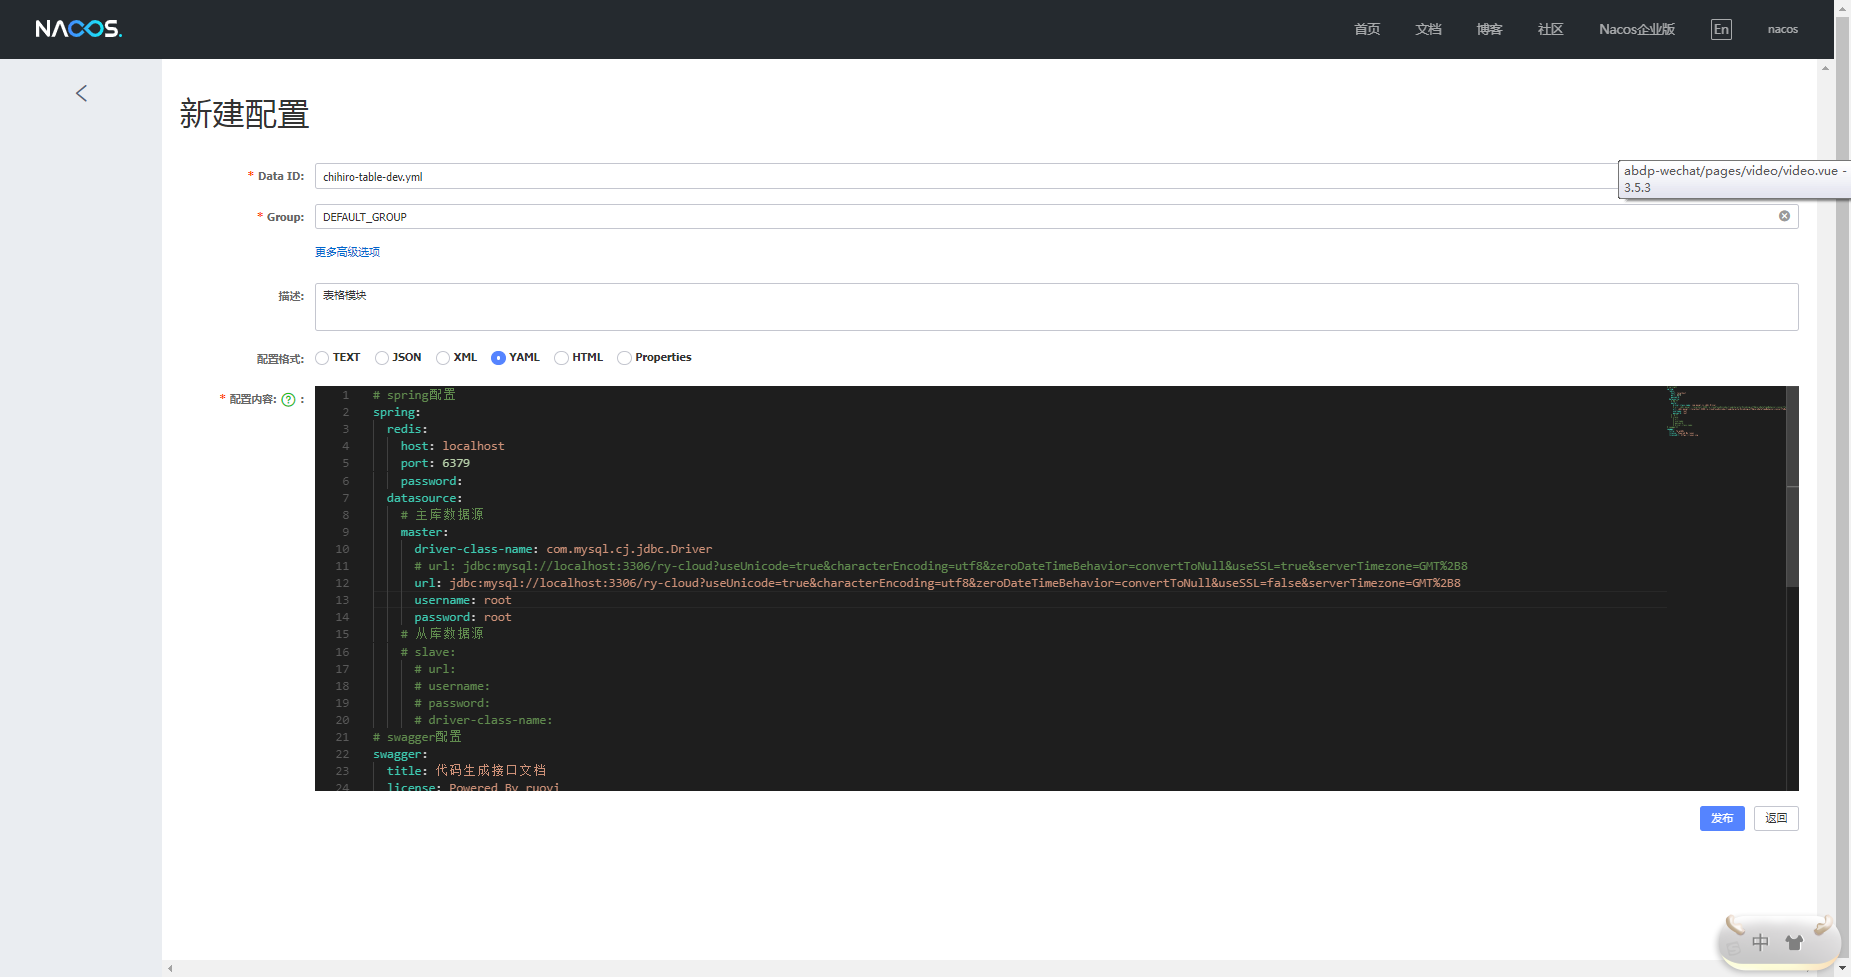 NACOS.
首页 文档 博客 社区 Nacos企业版 En nacos
新建配置
* Data ID: chihiro-table-dev.yml
abdp-wechat/pages/video/video.vue -
3.5.3
* Group: DEFAULT_GROUP
更多高级选项
描述: 表格模块
配置格式: TEXT JSON XML YAML HTML Properties
* 配置内容: ? :
1 # spring配置
2 spring:
3 redis:
4 host: localhost
5 port: 6379
6 password:
7 datasource:
8 # 主库数据源
9 master:
10 driver-class-name: com.mysql.cj.jdbc.Driver
11 # url: jdbc:mysql://localhost:3306/ry-cloud?useUnicode=true&characterEncoding=utf8&zeroDateTimeBehavior=convertToNull&useSSL=true&serverTimezone=GMT%2B8
12 url: jdbc:mysql://localhost:3306/ry-cloud?useUnicode=true&characterEncoding=utf8&zeroDateTimeBehavior=convertToNull&useSSL=false&serverTimezone=GMT%2B8
13 username: root
14 password: root
15 # 从库数据源
16 # slave:
17 # url:
18 # username:
19 # password:
20 # driver-class-name:
21 # swagger配置
22 swagger:
23 title: 代码生成接口文档
24 license: Powered By ruoyi
发布 返回
中